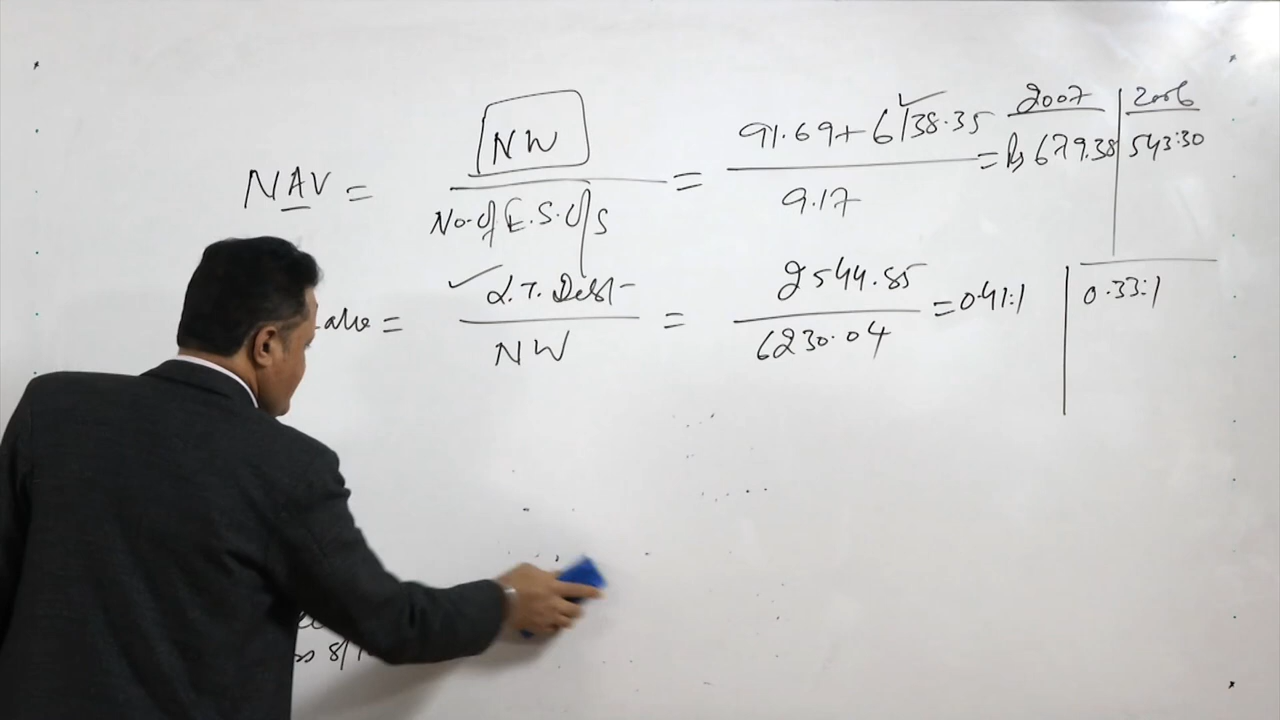 2007 2006
NAV = NW = 91.69 + 6138.35 = Rs 679.38 543.30
No. of E.S. o/s 9.17
L.T. Debt = 2544.85 = 0.41:1 0.33:1
NW 6230.04